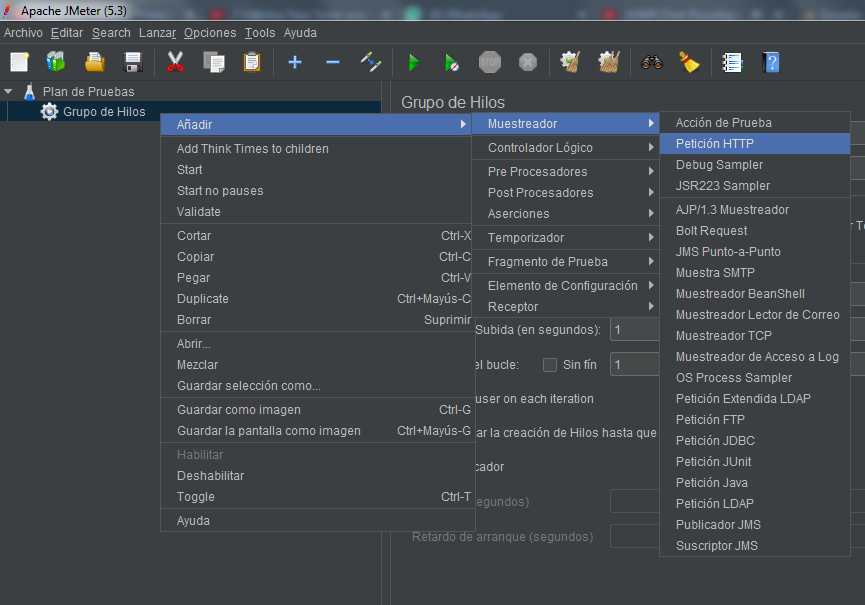 Apache JMeter (5.3)
Archivo Editar Search Lanzar Opciones Tools Ayuda
STOP
Plan de Pruebas
Grupo de Hilos
Grupo de Hilos
Añadir
Add Think Times to children
Start
Start no pauses
Validate
Cortar Ctrl-X
Copiar Ctrl-C
Pegar Ctrl-V
Duplicate Ctrl+Mayús-C
Borrar Suprimir
Abrir...
Mezclar
Guardar selección como...
Guardar como imagen Ctrl-G
Guardar la pantalla como imagen Ctrl+Mayús-G
Habilitar
Deshabilitar
Toggle Ctrl-T
Ayuda
Muestreador
Controlador Lógico
Pre Procesadores
Post Procesadores
Aserciones
Temporizador
Fragmento de Prueba
Elemento de Configuración
Receptor
Acción de Prueba
Petición HTTP
Debug Sampler
JSR223 Sampler
AJP/1.3 Muestreador
Bolt Request
JMS Punto-a-Punto
Muestra SMTP
Muestreador BeanShell
Muestreador Lector de Correo
Muestreador TCP
Muestreador de Acceso a Log
OS Process Sampler
Petición Extendida LDAP
Petición FTP
Petición JDBC
Petición JUnit
Petición Java
Petición LDAP
Publicador JMS
Suscriptor JMS
Subida (en segundos): 1
el bucle: Sin fín 1
user on each iteration
ar la creación de Hilos hasta que
cador
egundos)
Retardo de arranque (segundos)